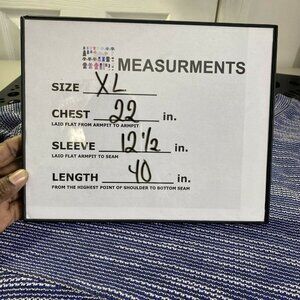 MEASURMENTS
SIZE XL
CHEST 22 in.
LAID FLAT FROM ARMPIT TO ARMPIT
SLEEVE 12 1/2 in.
LAID FLAT ARMPIT TO SEAM
LENGTH 40 in.
FROM THE HIGHEST POINT OF SHOULDER TO BOTTOM SEAM